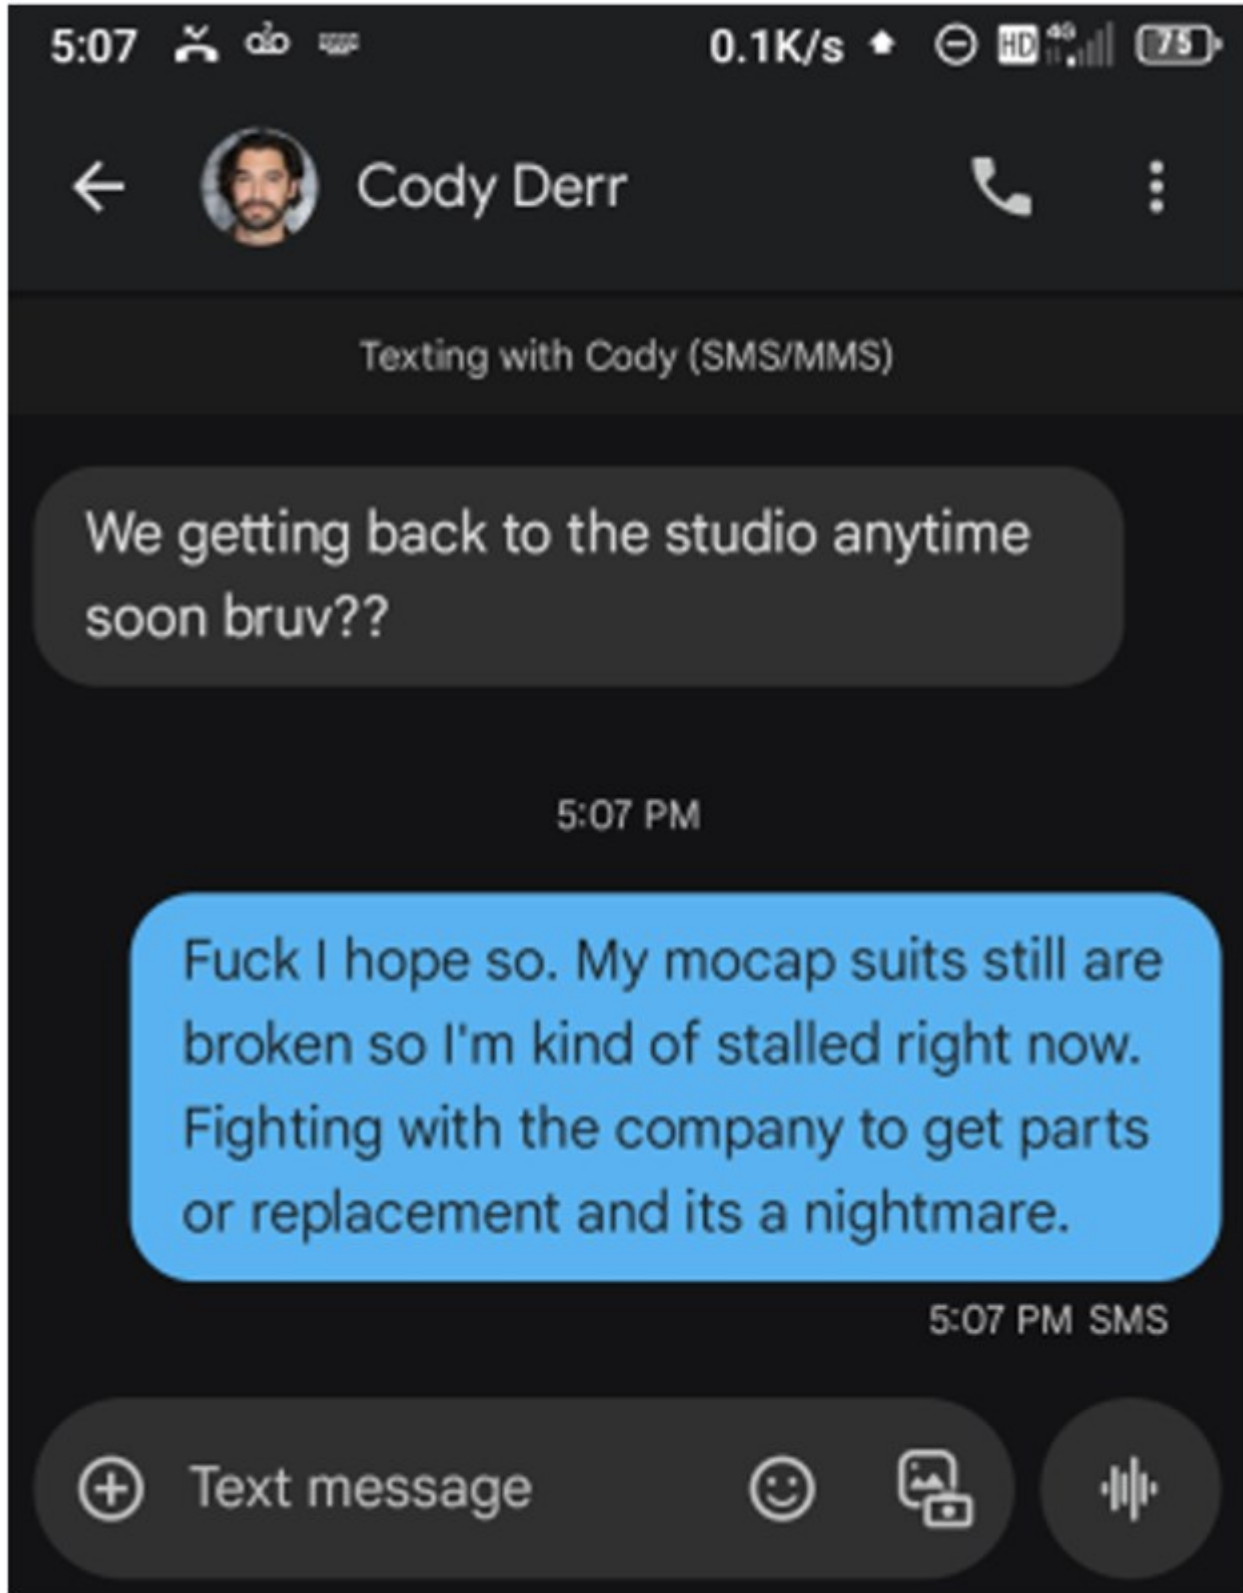 5:07 0.1K/s HD 4G 75
Cody Derr
Texting with Cody (SMS/MMS)
We getting back to the studio anytime
soon bruv??
5:07 PM
Fuck I hope so. My mocap suits still are
broken so I'm kind of stalled right now.
Fighting with the company to get parts
or replacement and its a nightmare.
5:07 PM SMS
Text message